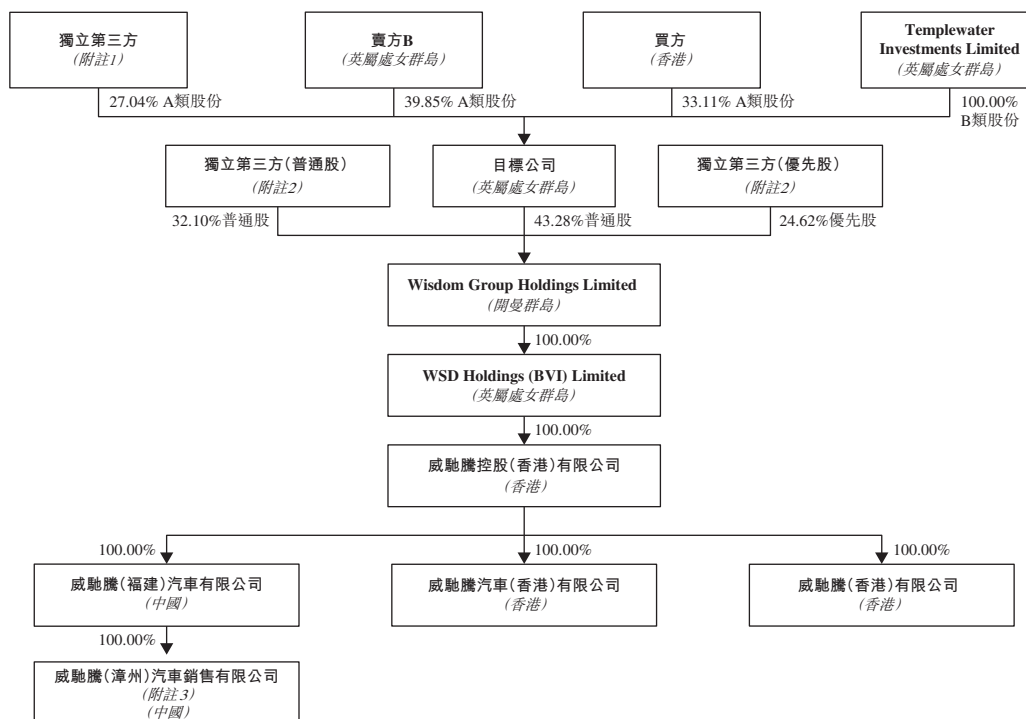 獨立第三方
(附註1)
賣方B
(英屬處女群島)
買方
(香港)
Templewater
Investments Limited
(英屬處女群島)
27.04% A類股份
39.85% A類股份
33.11% A類股份
100.00%
B類股份
獨立第三方(普通股)
(附註2)
目標公司
(英屬處女群島)
獨立第三方(優先股)
(附註2)
32.10%普通股
43.28%普通股
24.62%優先股
Wisdom Group Holdings Limited
(開曼群島)
100.00%
WSD Holdings (BVI) Limited
(英屬處女群島)
100.00%
威馳騰控股(香港)有限公司
(香港)
100.00%
100.00%
100.00%
威馳騰(福建)汽車有限公司
(中國)
威馳騰汽車(香港)有限公司
(香港)
威馳騰(香港)有限公司
(香港)
100.00%
威馳騰(漳州)汽車銷售有限公司
(附註3)
(中國)